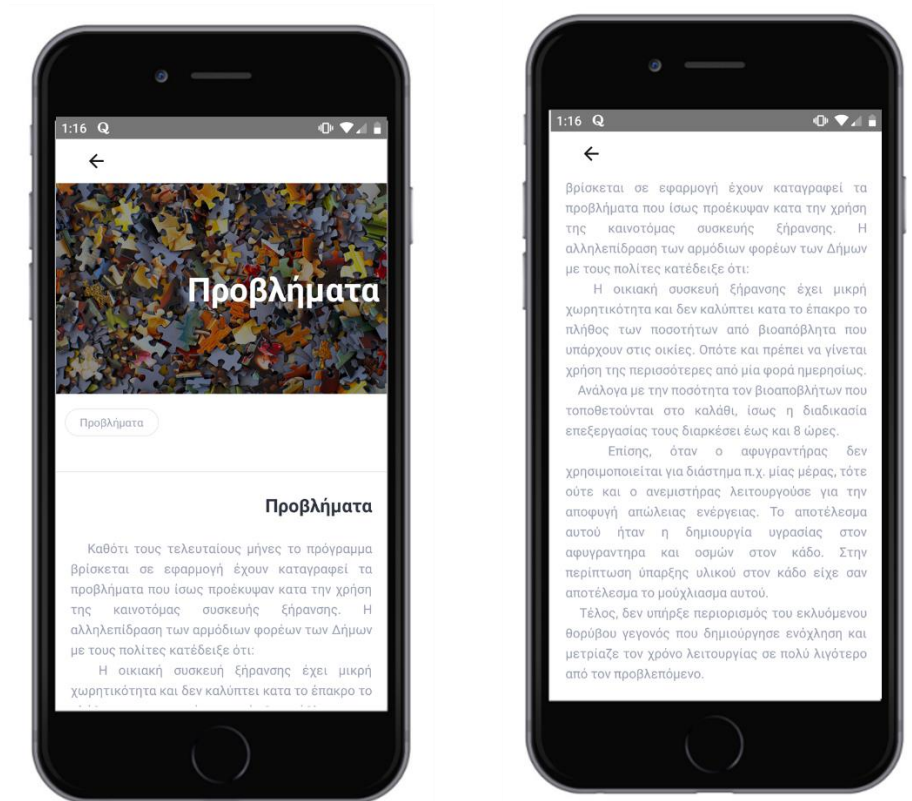 1:16 Q
Προβλήματα
Προβλήματα
Προβλήματα
Καθότι τους τελευταίους μήνες το πρόγραμμα
βρίσκεται σε εφαρμογή έχουν καταγραφεί τα
προβλήματα που ίσως προέκυψαν κατα την χρήση
της καινοτόμας συσκευής ξήρανσης. Η
αλληλεπίδραση των αρμόδιων φορέων των Δήμων
με τους πολίτες κατέδειξε ότι:
Η οικιακή συσκευή ξήρανσης έχει μικρή
χωρητικότητα και δεν καλύπτει κατα το έπακρο το
1:16 Q
βρίσκεται σε εφαρμογή έχουν καταγραφεί τα
προβλήματα που ίσως προέκυψαν κατα την χρήση
της καινοτόμας συσκευής ξήρανσης. Η
αλληλεπίδραση των αρμόδιων φορέων των Δήμων
με τους πολίτες κατέδειξε ότι:
Η οικιακή συσκευή ξήρανσης έχει μικρή
χωρητικότητα και δεν καλύπτει κατα το έπακρο το
πλήθος των ποσοτήτων από βιοαπόβλητα που
υπάρχουν στις οικίες. Οπότε και πρέπει να γίνεται
χρήση της περισσότερες από μία φορά ημερησίως.
Ανάλογα με την ποσότητα τον βιοαποβλήτων που
τοποθετούνται στο καλάθι, ίσως η διαδικασία
επεξεργασίας τους διαρκέσει έως και 8 ώρες.
Επίσης, όταν ο αφυγραντήρας δεν
χρησιμοποιείται για διάστημα π.χ. μίας μέρας, τότε
ούτε και ο ανεμιστήρας λειτουργούσε για την
αποφυγή απώλειας ενέργειας. Το αποτέλεσμα
αυτού ήταν η δημιουργία υγρασίας στον
αφυγραντηρα και οσμών στον κάδο. Στην
περίπτωση ύπαρξης υλικού στον κάδο είχε σαν
αποτέλεσμα το μούχλιασμα αυτού.
Τέλος, δεν υπήρξε περιορισμός του εκλυόμενου
θορύβου γεγονός που δημιούργησε ενόχληση και
μετρίαζε τον χρόνο λειτουργίας σε πολύ λιγότερο
από τον προβλεπόμενο.